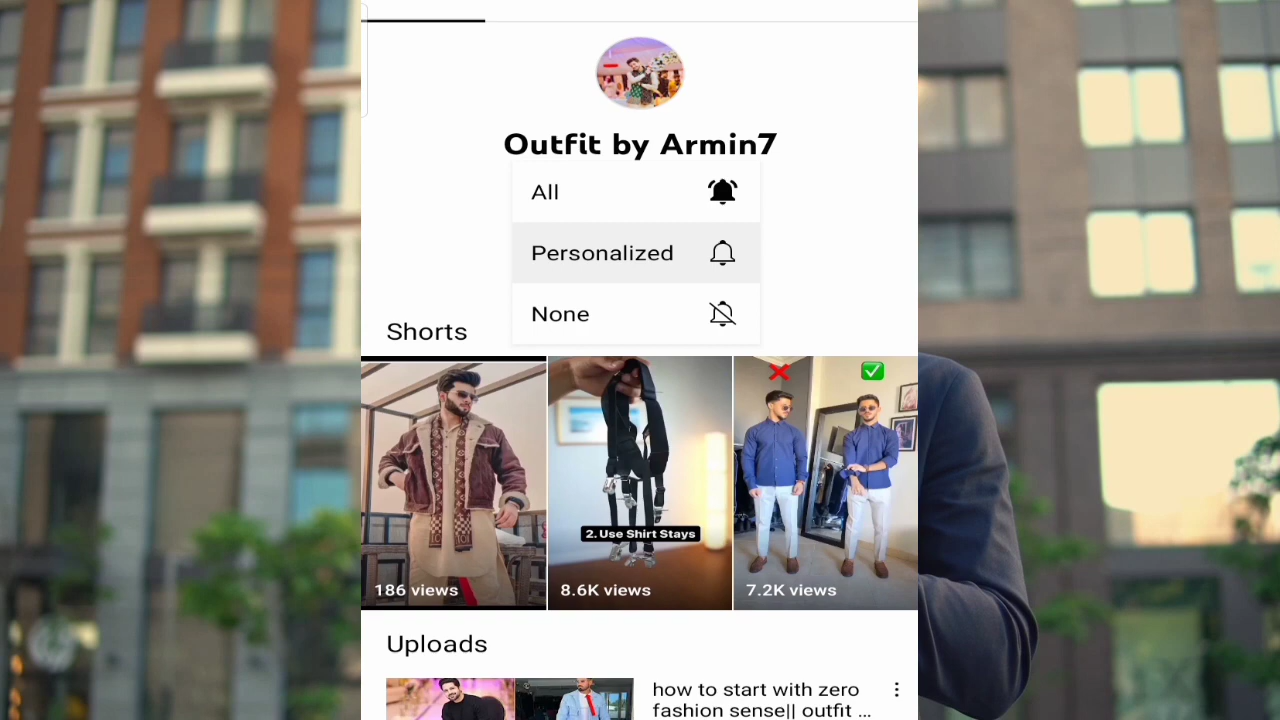 Outfit by Armin7
All
Personalized
None
Shorts
2. Use Shirt Stays
186 views
8.6K views
7.2K views
Uploads
how to start with zero
fashion sense|| outfit ...